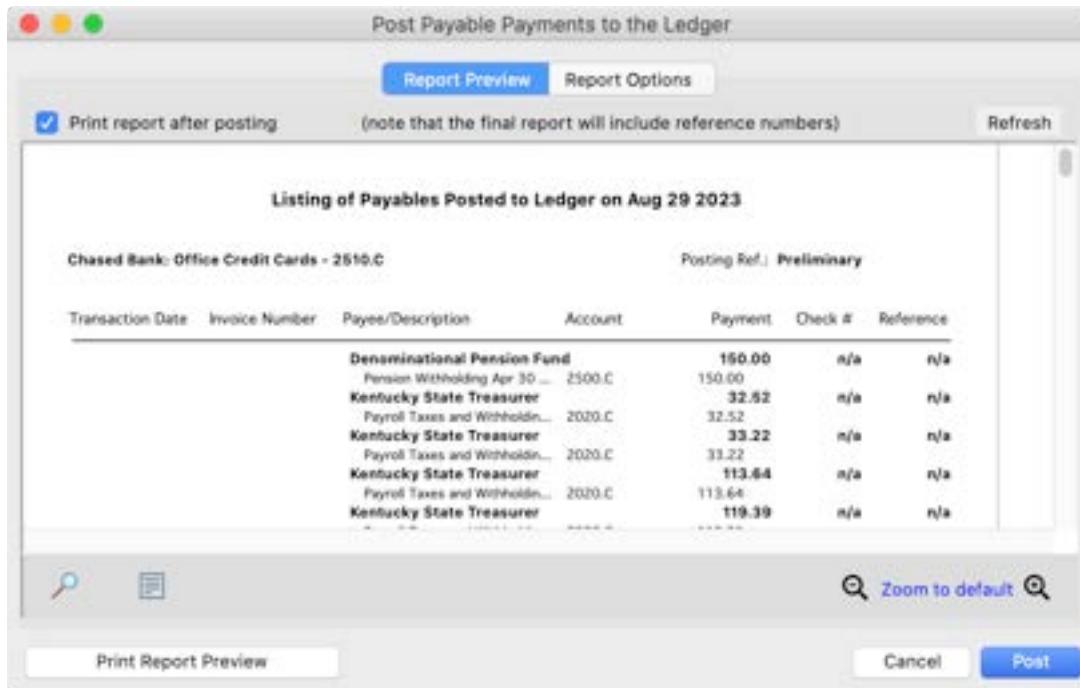 Post Payable Payments to the Ledger
Report Preview Report Options
Print report after posting (note that the final report will include reference numbers) Refresh
Listing of Payables Posted to Ledger on Aug 29 2023
Chased Bank: Office Credit Cards - 2510.C Posting Ref.: Preliminary
Transaction Date Invoice Number Payee/Description Account Payment Check # Reference
Denominational Pension Fund 150.00 n/a n/a
Pension Withholding Apr 30 ... 2500.C 150.00
Kentucky State Treasurer 32.52 n/a n/a
Payroll Taxes and Withholdin... 2020.C 32.52
Kentucky State Treasurer 33.22 n/a n/a
Payroll Taxes and Withholdin... 2020.C 33.22
Kentucky State Treasurer 113.64 n/a n/a
Payroll Taxes and Withholdin... 2020.C 113.64
Kentucky State Treasurer 119.39 n/a n/a
Zoom to default
Print Report Preview Cancel Post